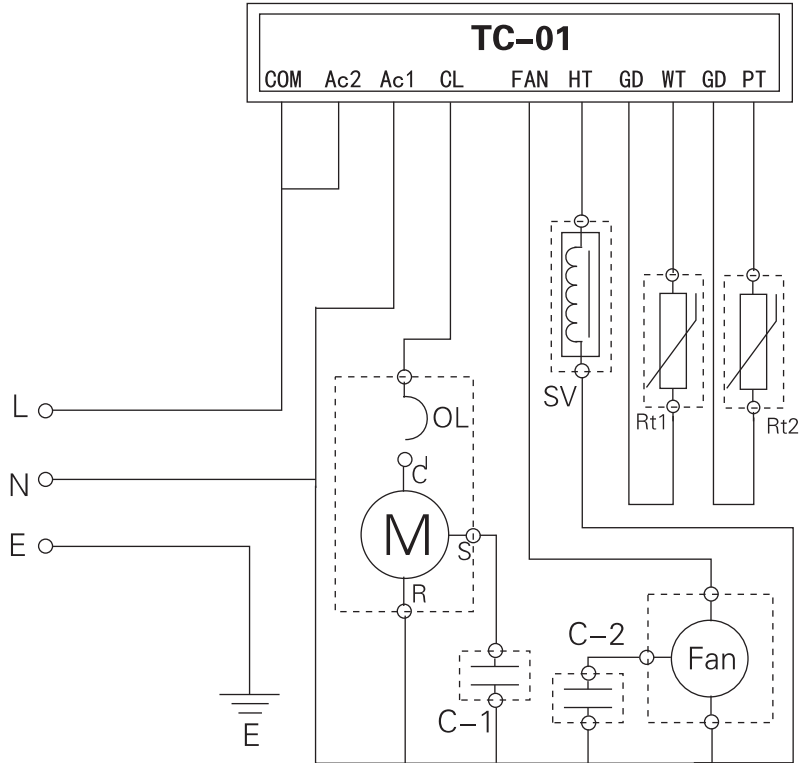 TC-01
COM Ac2 Ac1 CL FAN HT GD WT GD PT
SV
L
OL
Rt1
Rt2
C
N
M
S
E
R
C-2
Fan
C-1
E